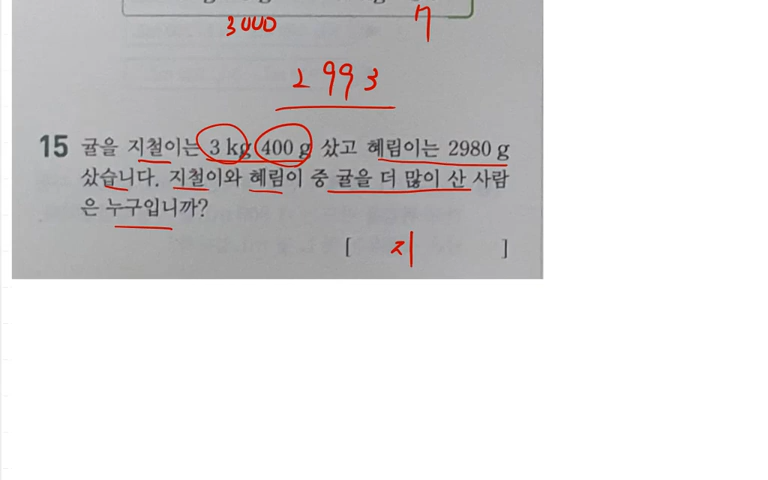 3000
7
2993
15 귤을 지철이는 3 kg 400 g 샀고 혜림이는 2980 g
샀습니다. 지철이와 혜림이 중 귤을 더 많이 산 사람
은 누구입니까?
[ 지 ]